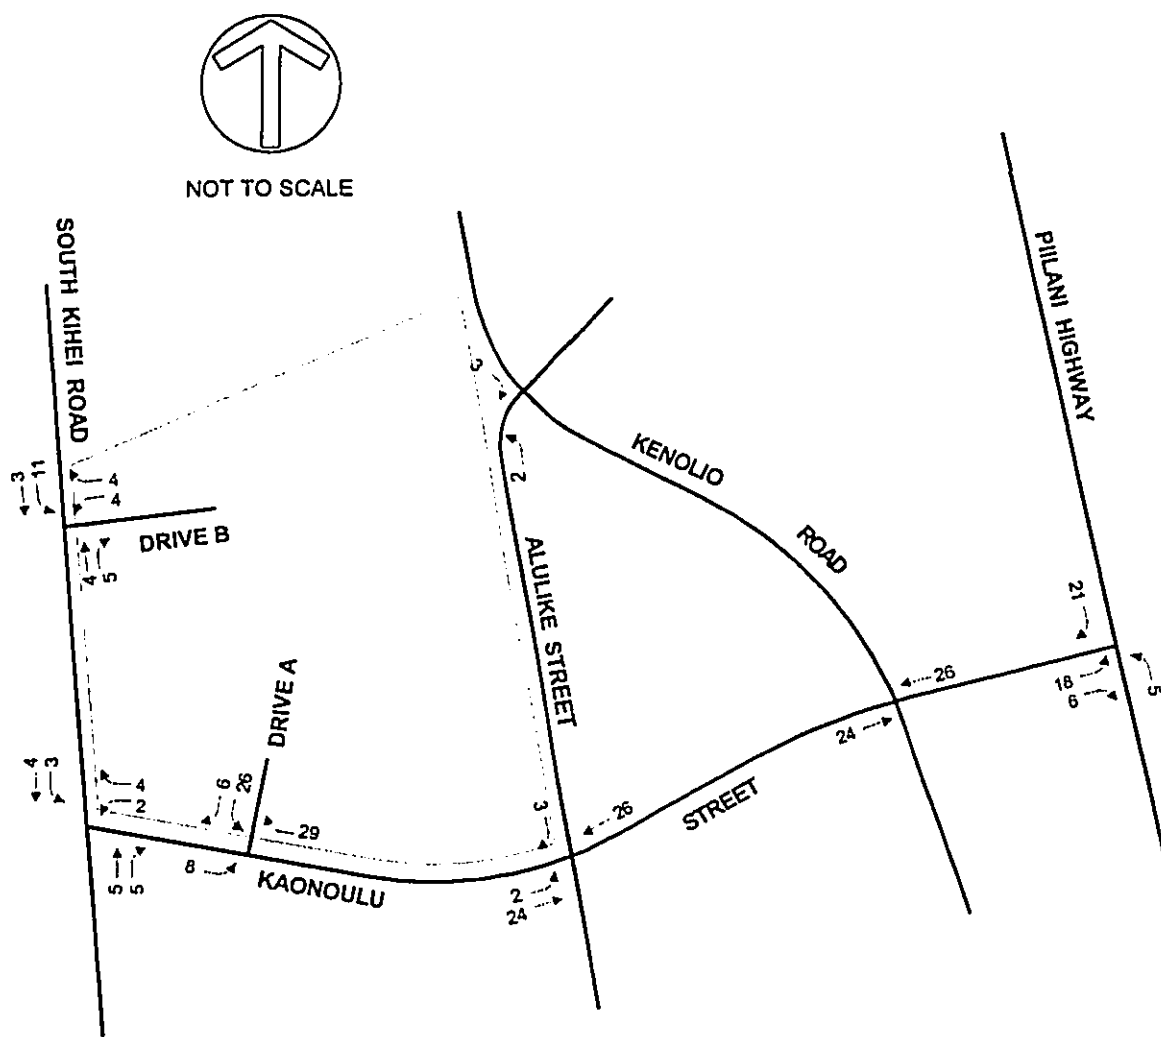 NOT TO SCALE
SOUTH KIHEI ROAD
PIILANI HIGHWAY
3
2
KENOLIO
ROAD
3
11
4
4
DRIVE B
4
5
ALULIKE STREET
21
5
18
6
26
24
DRIVE A
4
3
4
2
6
26
29
3
26
STREET
5
5
8
KAONOULU
2
24